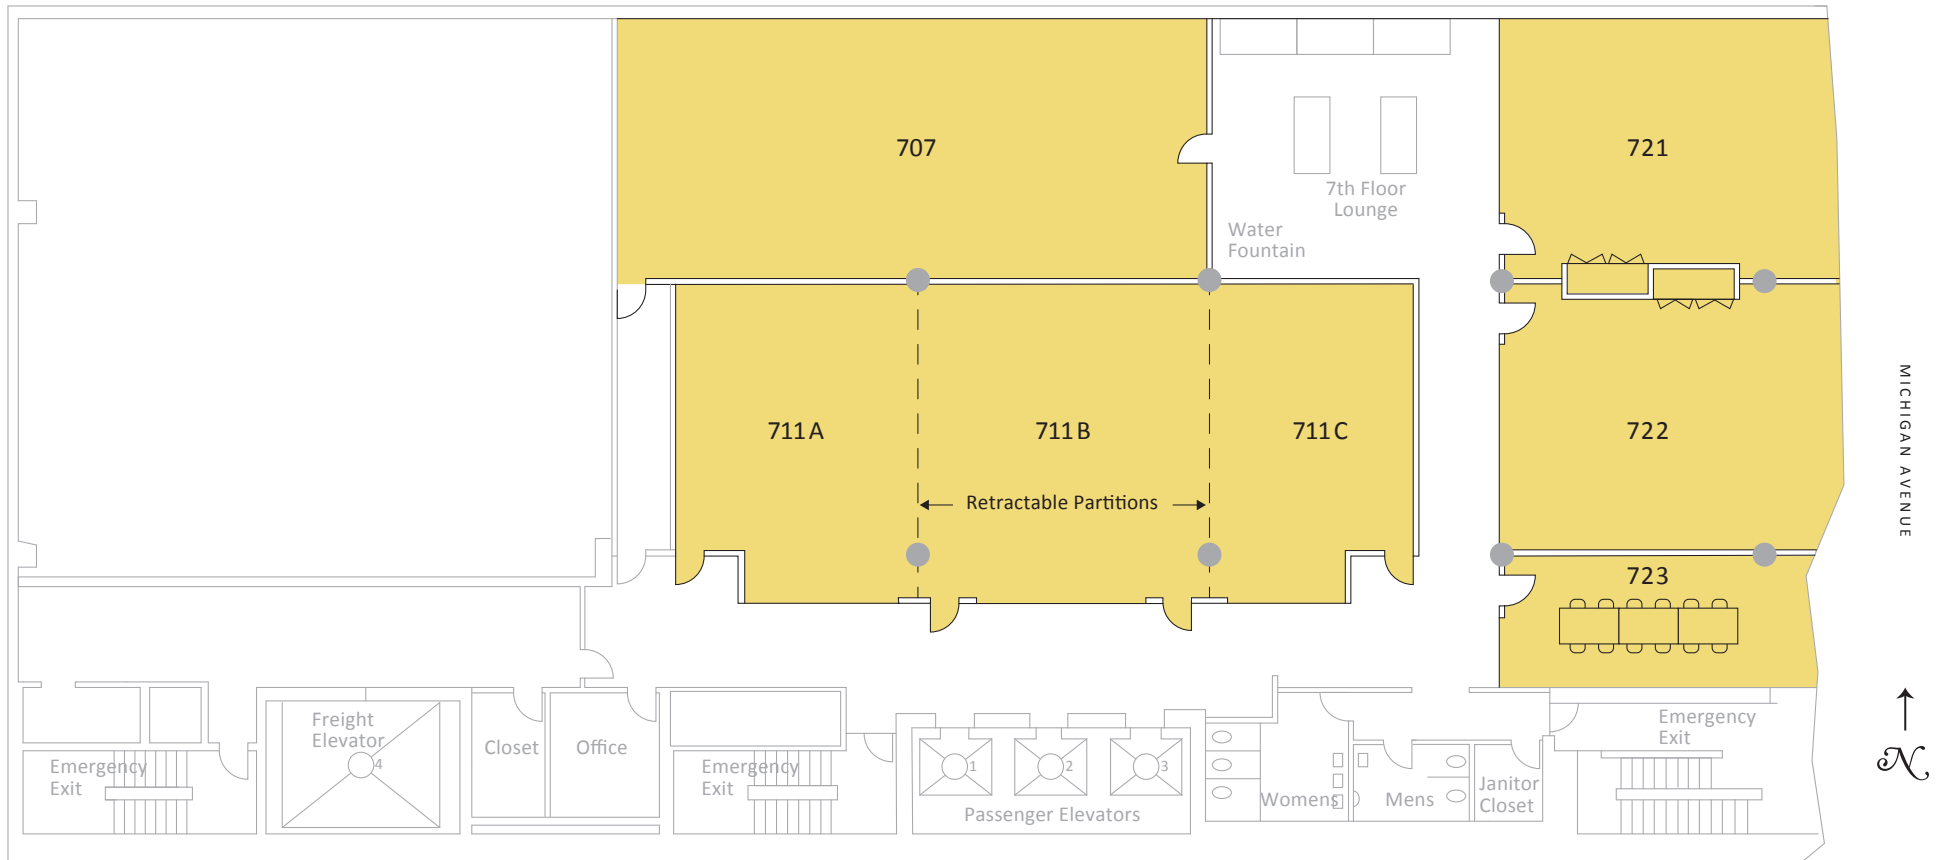 707
721
7th Floor
Lounge
Water
Fountain
711 A
711 B
711 C
722
Retractable Partitions
723
MICHIGAN AVENUE
N
Freight
Elevator
4
Closet
Office
Emergency
Exit
Emergency
Exit
1
2
3
Passenger Elevators
Womens
Mens
Janitor
Closet
Emergency
Exit